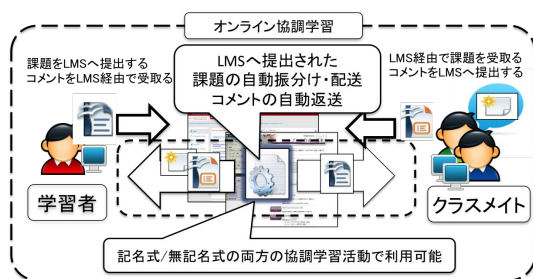 オンライン協調学習
課題をLMSへ提出する
コメントをLMS経由で受取る
LMSへ提出された
課題の自動振分け・配送
コメントの自動返送
LMS経由で課題を受取る
コメントをLMSへ提出する
学習者
クラスメイト
記名式/無記名式の両方の協調学習活動で利用可能